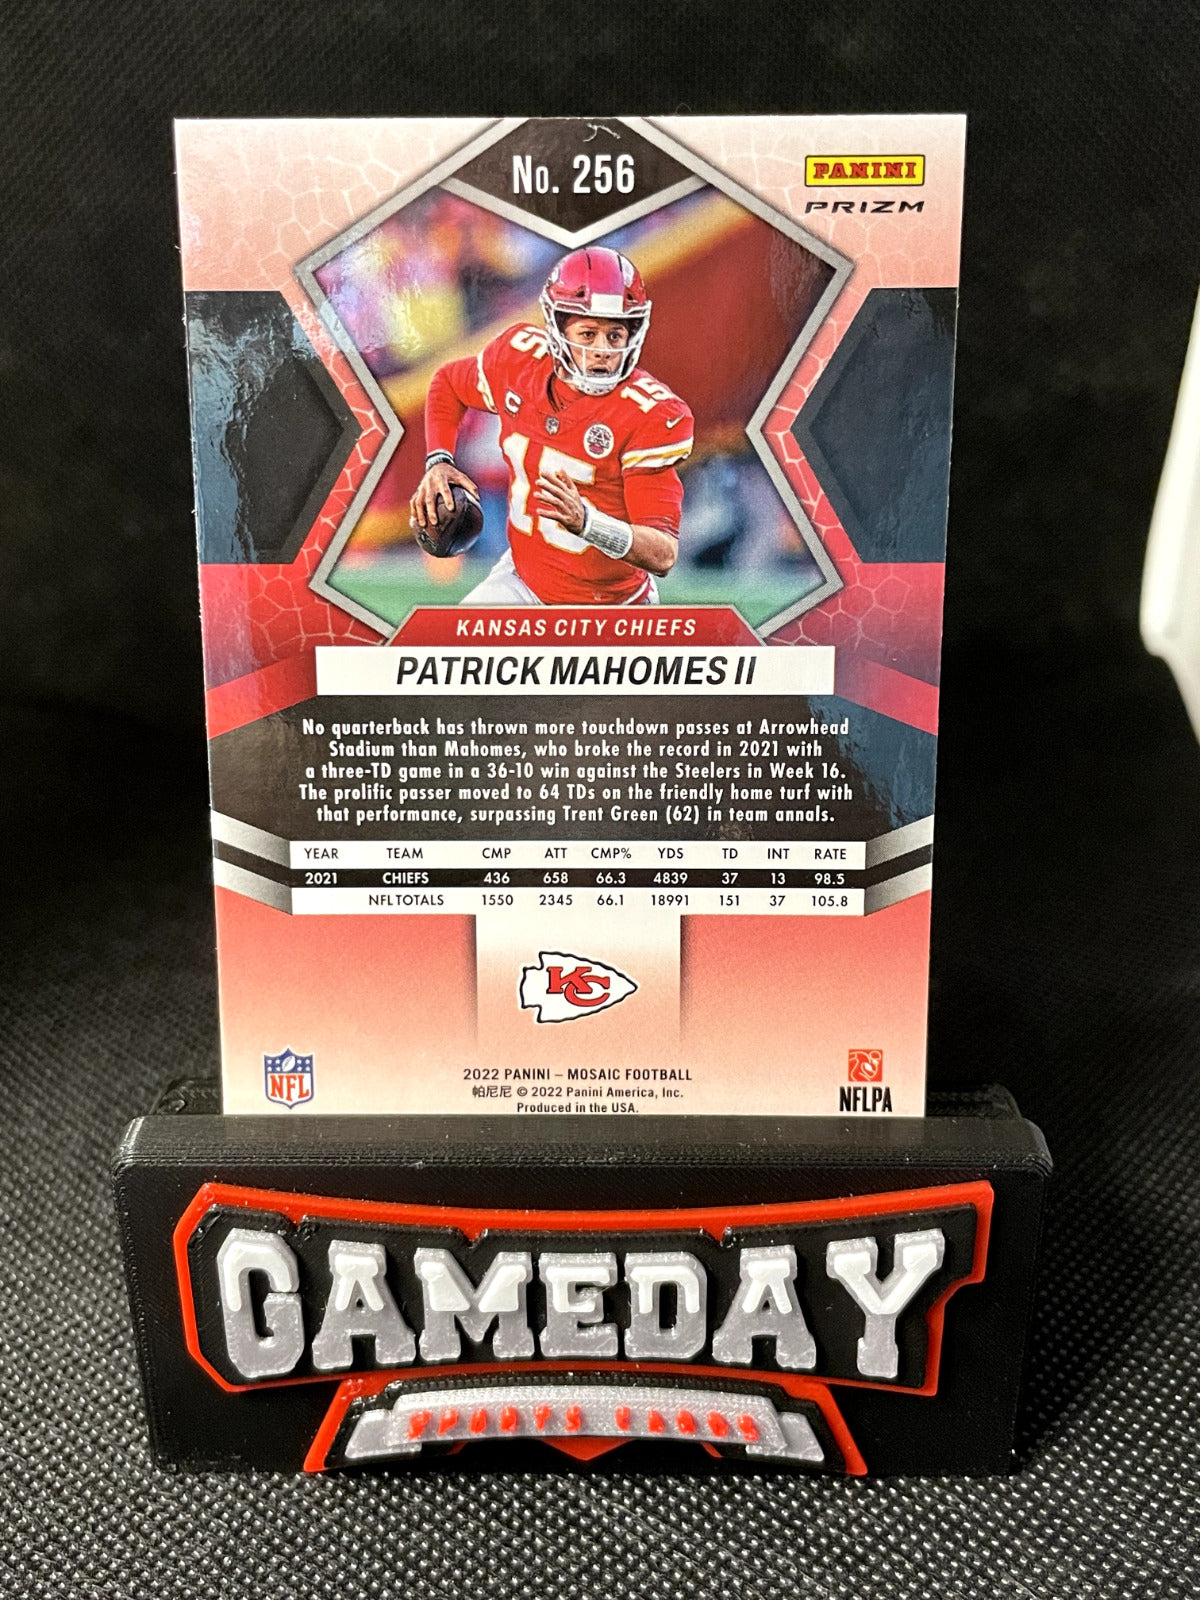 No. 256
PANINI
PRIZM
15
15
15
C
KANSAS CITY CHIEFS
PATRICK MAHOMES II
No quarterback has thrown more touchdown passes at Arrowhead
Stadium than Mahomes, who broke the record in 2021 with
a three-TD game in a 36-10 win against the Steelers in Week 16.
The prolific passer moved to 64 TDs on the friendly home turf with
that performance, surpassing Trent Green (62) in team annals.
YEAR TEAM CMP ATT CMP% YDS TD INT RATE
2021 CHIEFS 436 658 66.3 4839 37 13 98.5
NFL TOTALS 1550 2345 66.1 18991 151 37 105.8
KC
NFL
2022 PANINI – MOSAIC FOOTBALL
帕尼尼 © 2022 Panini America, Inc.
Produced in the USA.
NFLPA
GAMEDAY
SPORTS CARDS